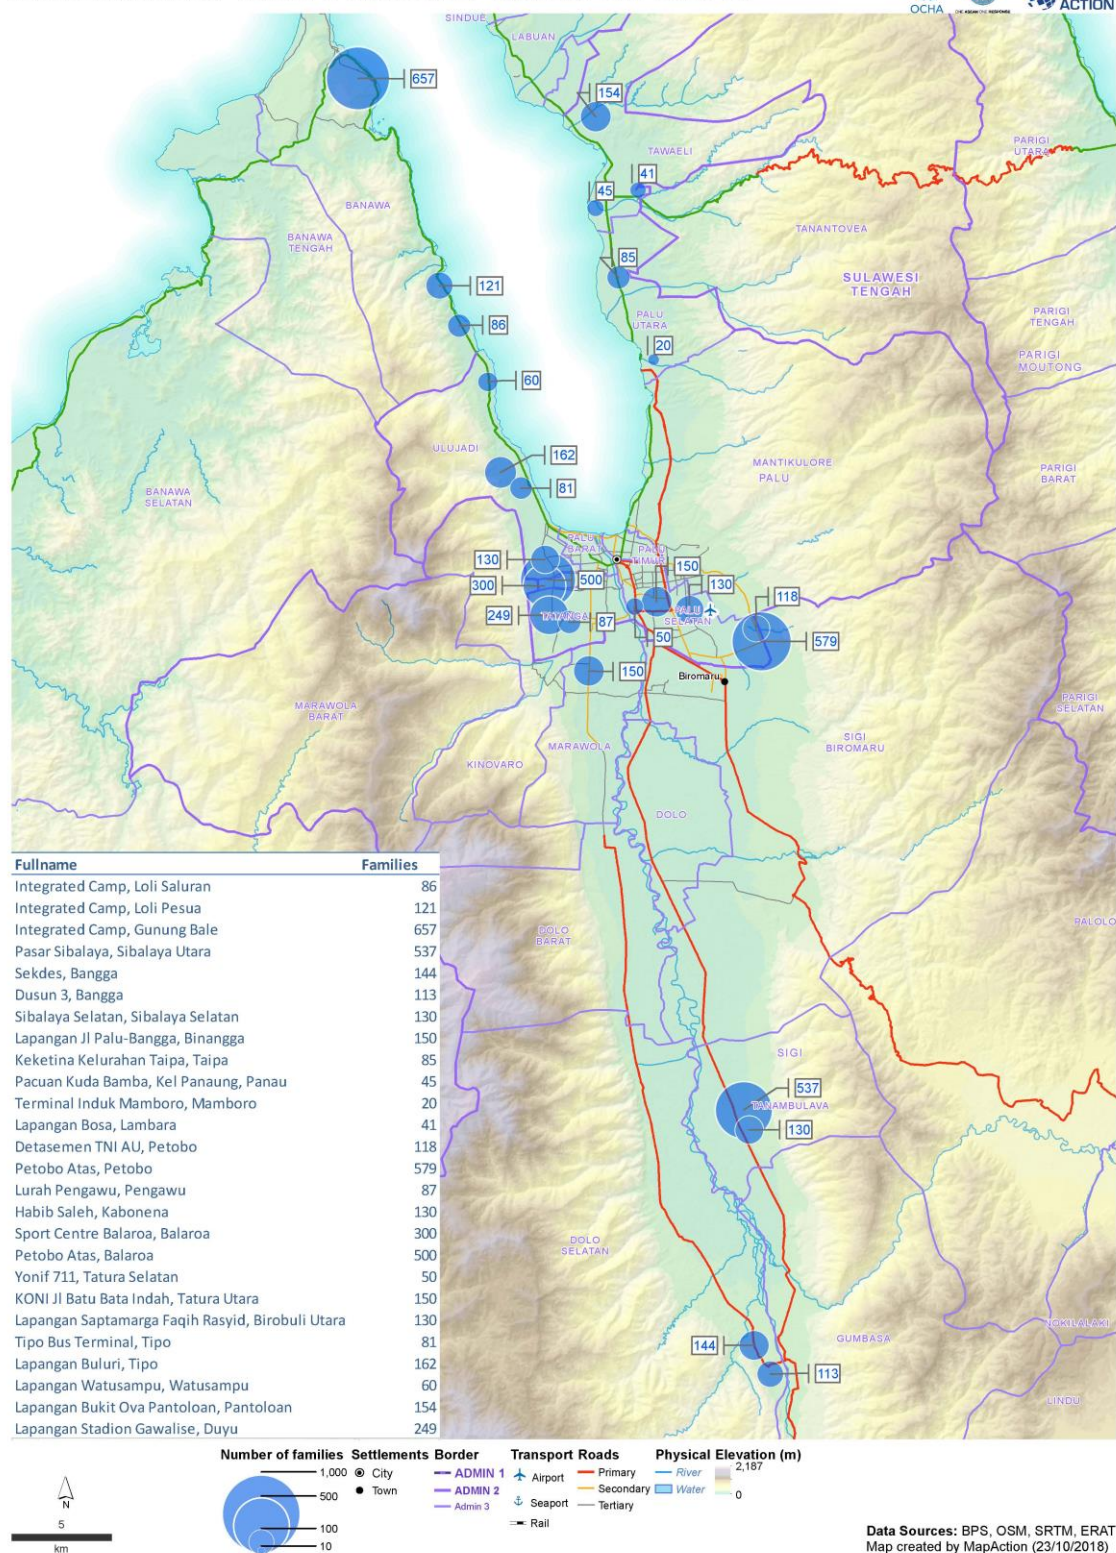 OCHA
ONE ASEAN ONE RESPONSE
ACTION
SINDUE
LABUAN
657
154
TAWAELI
PARIGI
UTARA
41
45
BANAWA
TANANTOVEA
BANAWA
TENGAH
85
SULAWESI
TENGAH
121
PALU
UTARA
PARIGI
TENGAH
86
20
PARIGI
MOUTONG
60
ULUJADI
162
MANTIKULORE
PALU
PARIGI
BARAT
81
BANAWA
SELATAN
PALU
BARAT
PALU
TIMUR
130
150
300
500
130
118
249
TATANGA
87
PALU
SELATAN
50
579
150
Biromaru
PARIGI
SELATAN
MARAWOLA
BARAT
SIGI
BIROMARU
MARAWOLA
KINOVARO
DOLO
Fullname Families
Integrated Camp, Loli Saluran 86
Integrated Camp, Loli Pesua 121
Integrated Camp, Gunung Bale 657
Pasar Sibalaya, Sibalaya Utara 537
Sekdes, Bangga 144
Dusun 3, Bangga 113
Sibalaya Selatan, Sibalaya Selatan 130
Lapangan Jl Palu-Bangga, Binangga 150
Keketina Kelurahan Taipa, Taipa 85
Pacuan Kuda Bamba, Kel Panaung, Panau 45
Terminal Induk Mamboro, Mamboro 20
Lapangan Bosa, Lambara 41
Detasemen TNI AU, Petobo 118
Petobo Atas, Petobo 579
Lurah Pengawu, Pengawu 87
Habib Saleh, Kabonena 130
Sport Centre Balaroa, Balaroa 300
Petobo Atas, Balaroa 500
Yonif 711, Tatura Selatan 50
KONI Jl Batu Bata Indah, Tatura Utara 150
Lapangan Saptamarga Faqih Rasyid, Birobuli Utara 130
Tipo Bus Terminal, Tipo 81
Lapangan Buluri, Tipo 162
Lapangan Watusampu, Watusampu 60
Lapangan Bukit Ova Pantoloan, Pantoloan 154
Lapangan Stadion Gawalise, Duyu 249
DOLO
BARAT
PALOLO
SIGI
537
TANAMBULAVA
130
DOLO
SELATAN
NOKILALAKI
GUMBASA
144
113
LINDU
N
5
km
Number of families
1,000
500
100
10
Settlements
City
Town
Border
ADMIN 1
ADMIN 2
Admin 3
Transport
Airport
Seaport
Rail
Roads
Primary
Secondary
Tertiary
Physical
River
Water
Elevation (m)
2,187
0
Data Sources: BPS, OSM, SRTM, ERAT
Map created by MapAction (23/10/2018)